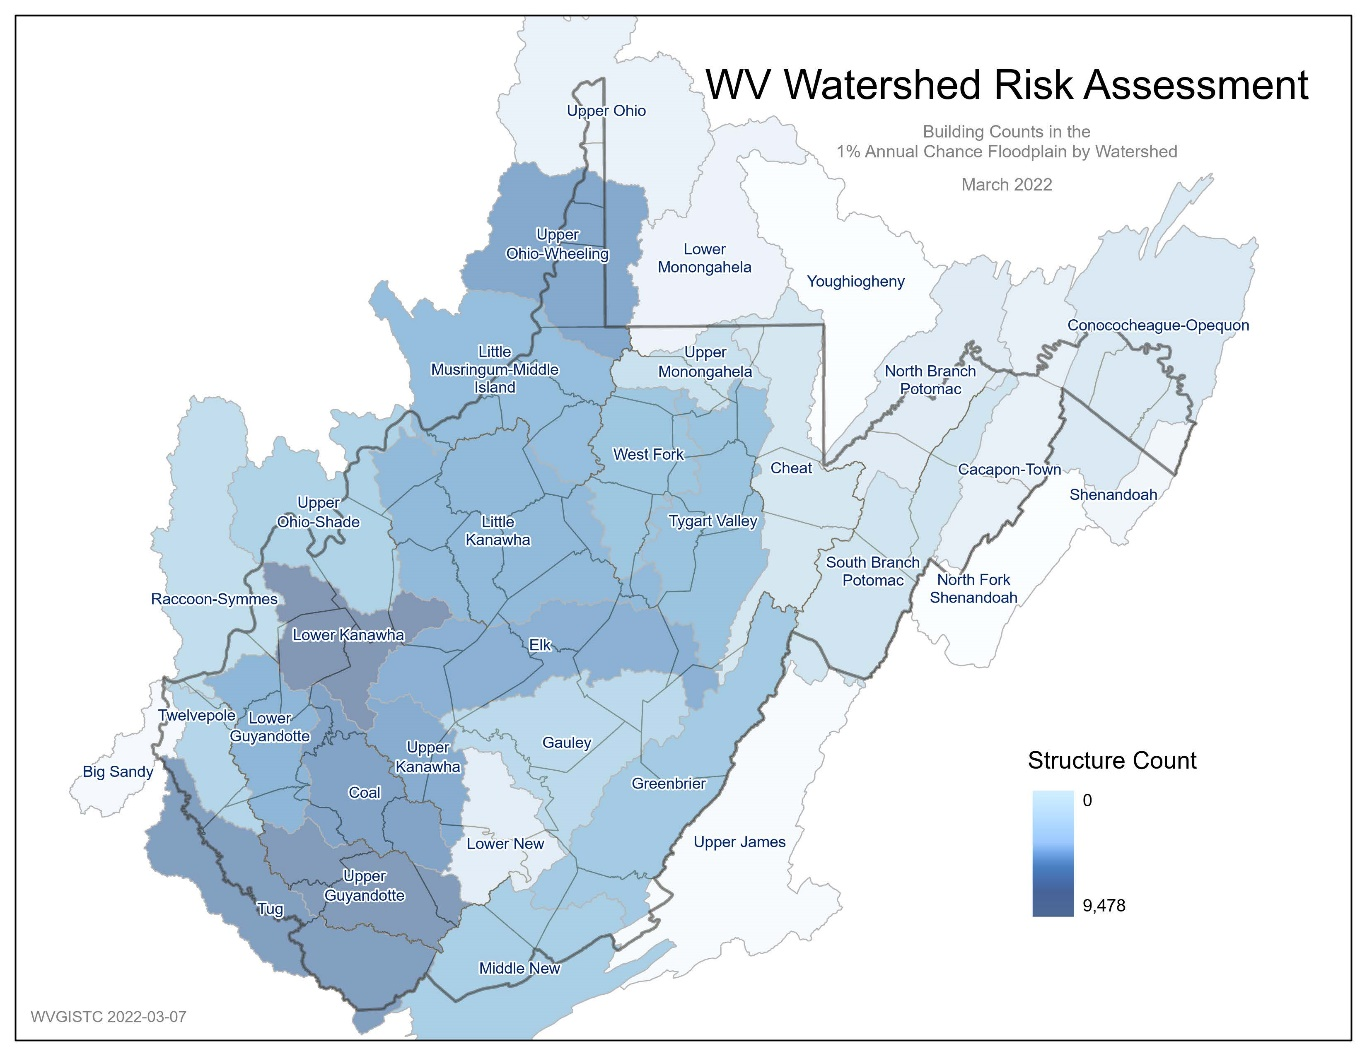 WV Watershed Risk Assessment
Building Counts in the
1% Annual Chance Floodplain by Watershed
March 2022
Upper Ohio
Upper
Ohio-Wheeling
Lower
Monongahela
Youghiogheny
Conococheague-Opequon
Little
Musringum-Middle
Island
Upper
Monongahela
North Branch
Potomac
West Fork
Cheat
Cacapon-Town
Shenandoah
Upper
Ohio-Shade
Little
Kanawha
Tygart Valley
South Branch
Potomac
North Fork
Shenandoah
Raccoon-Symmes
Lower Kanawha
Elk
Twelvepole
Lower
Guyandotte
Upper
Kanawha
Gauley
Big Sandy
Coal
Greenbrier
Lower New
Upper James
Upper
Guyandotte
Tug
Middle New
Structure Count
0
9,478
WVGISTC 2022-03-07